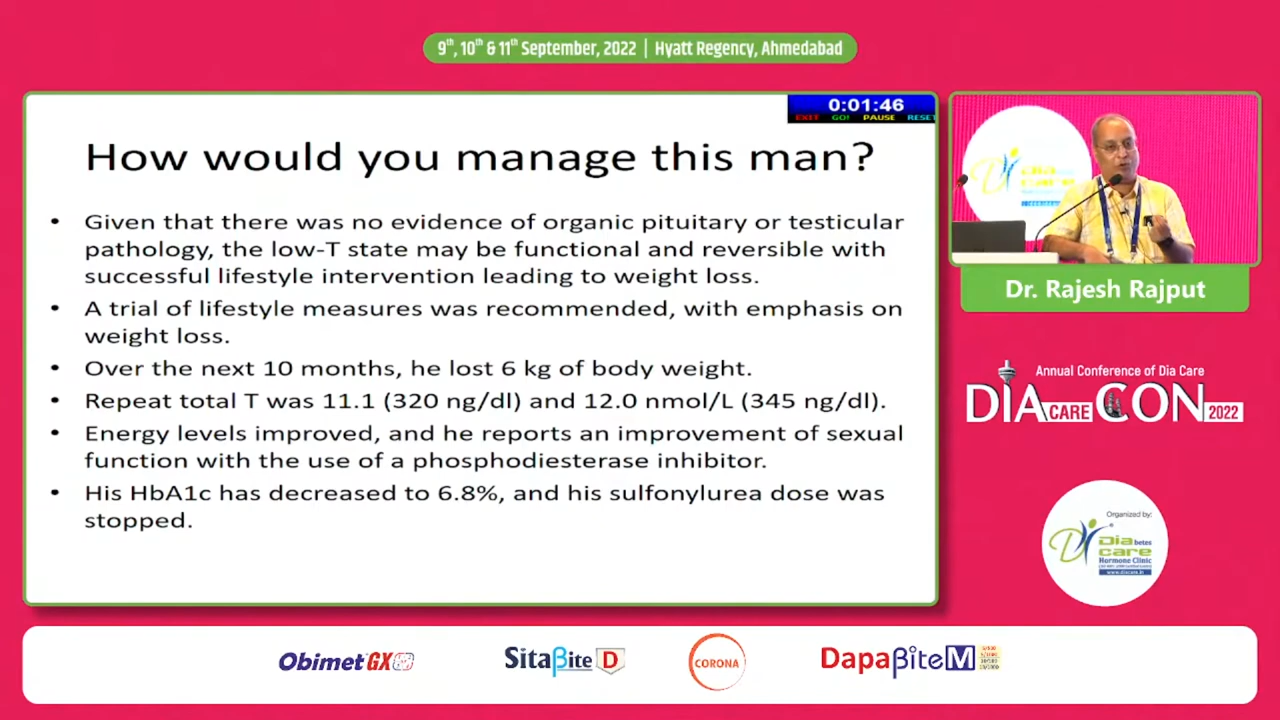 9th, 10th & 11th September, 2022 | Hyatt Regency, Ahmedabad
0:01:46
EXIT GO! PAUSE RESET
How would you manage this man?
• Given that there was no evidence of organic pituitary or testicular
pathology, the low-T state may be functional and reversible with
successful lifestyle intervention leading to weight loss.
• A trial of lifestyle measures was recommended, with emphasis on
weight loss.
• Over the next 10 months, he lost 6 kg of body weight.
• Repeat total T was 11.1 (320 ng/dl) and 12.0 nmol/L (345 ng/dl).
• Energy levels improved, and he reports an improvement of sexual
function with the use of a phosphodiesterase inhibitor.
• His HbA1c has decreased to 6.8%, and his sulfonylurea dose was
stopped.
Dr. Rajesh Rajput
Annual Conference of Dia Care
DIA CARE CON 2022
Organized by:
Diabetes
care
Hormone Clinic
www.diacare.in
Obimet GX
SitaβiteD
CORONA
DapaβiteM